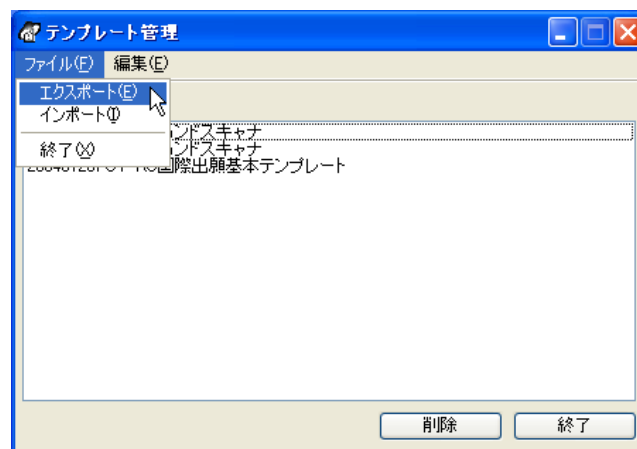 テンプレート管理
ファイル(F) 編集(E)
エクスポート(E)
インポート(I)
終了(X)
ンドスキャナ
ンドスキャナ
国際出願基本テンプレート
削除 終了